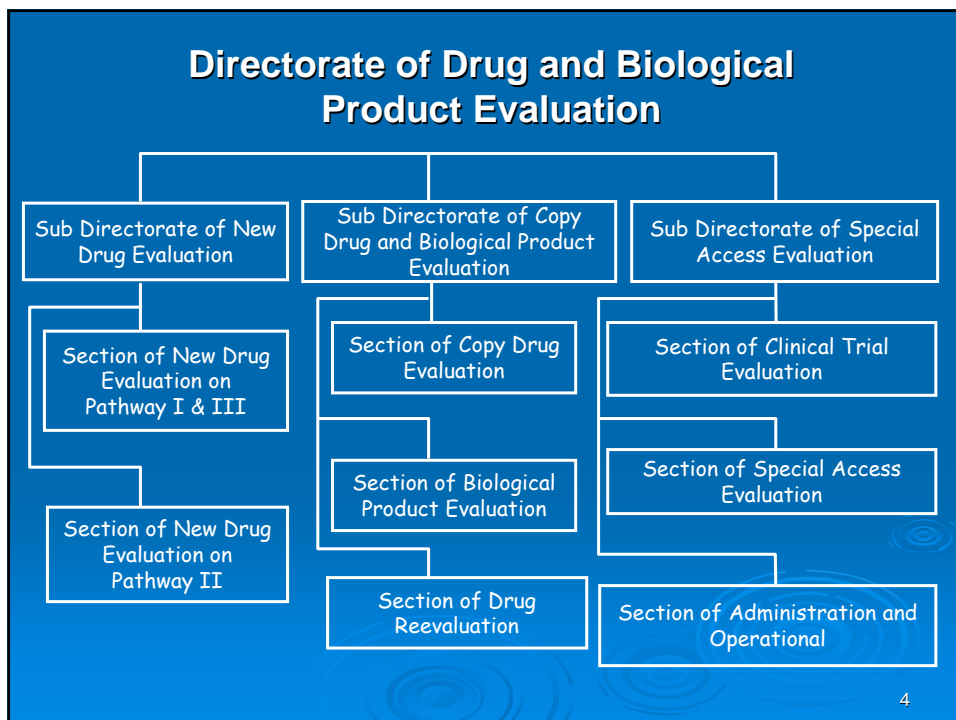 Directorate of Drug and Biological
Product Evaluation
Sub Directorate of New
Drug Evaluation
Sub Directorate of Copy
Drug and Biological Product
Evaluation
Sub Directorate of Special
Access Evaluation
Section of New Drug
Evaluation on
Pathway I & III
Section of Copy Drug
Evaluation
Section of Clinical Trial
Evaluation
Section of Biological
Product Evaluation
Section of Special Access
Evaluation
Section of New Drug
Evaluation on
Pathway II
Section of Drug
Reevaluation
Section of Administration and
Operational
4